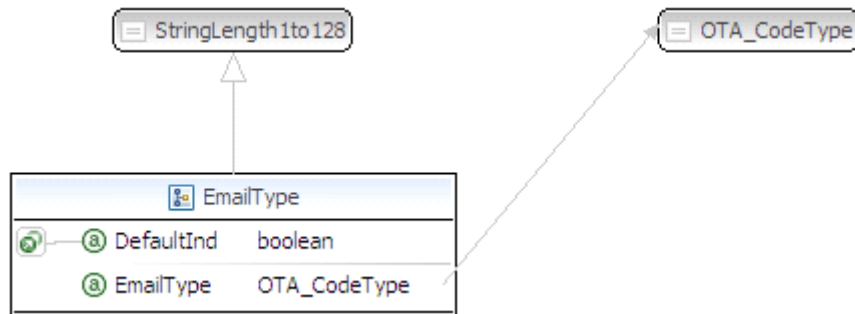 StringLength1to128
OTA_CodeType
EmailType
DefaultInd boolean
EmailType OTA_CodeType